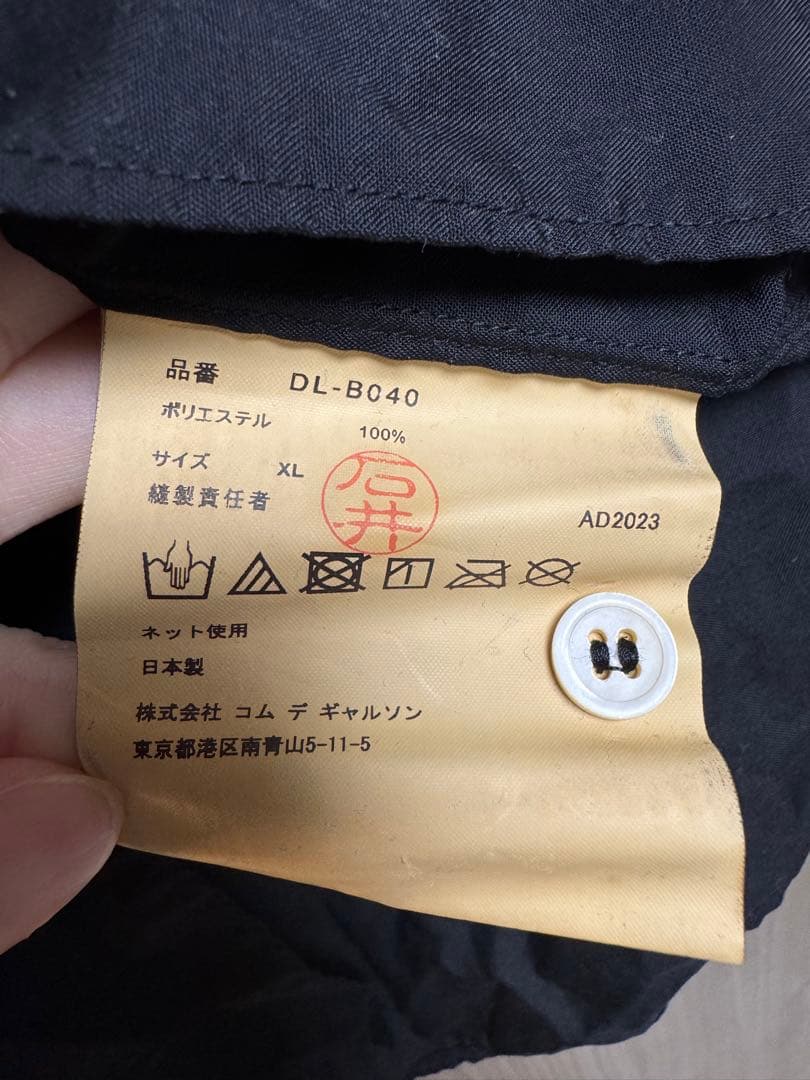 品番 DL-B040
ポリエステル 100%
サイズ XL
縫製責任者 石井
AD2023
ネット使用
日本製
株式会社 コム デ ギャルソン
東京都港区南青山5-11-5